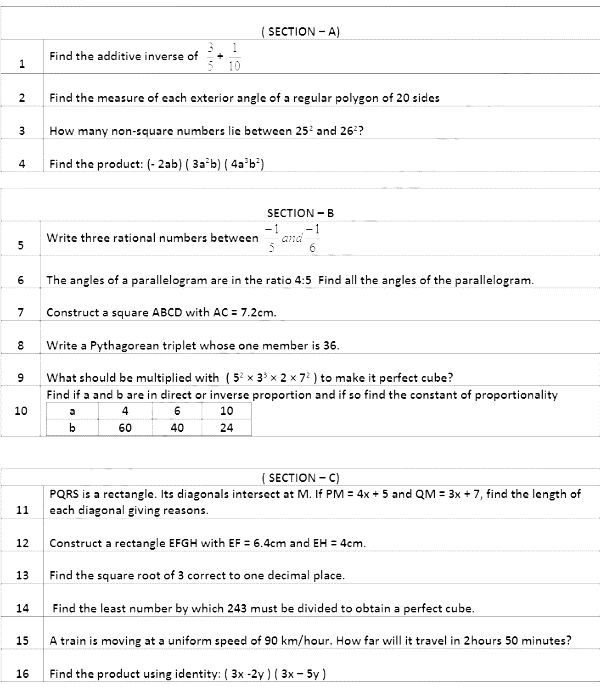 ( SECTION – A)
1 Find the additive inverse of 3/5 + 1/10
2 Find the measure of each exterior angle of a regular polygon of 20 sides
3 How many non-square numbers lie between 25² and 26²?
4 Find the product: (- 2ab) ( 3a²b) ( 4a³b²)
SECTION – B
5 Write three rational numbers between -1/5 and -1/6
6 The angles of a parallelogram are in the ratio 4:5 Find all the angles of the parallelogram.
7 Construct a square ABCD with AC = 7.2cm.
8 Write a Pythagorean triplet whose one member is 36.
9 What should be multiplied with ( 5² × 3⁵ × 2 × 7² ) to make it perfect cube?
10 Find if a and b are in direct or inverse proportion and if so find the constant of proportionality
a 4 6 10
b 60 40 24
( SECTION – C)
PQRS is a rectangle. Its diagonals intersect at M. If PM = 4x + 5 and QM = 3x + 7, find the length of
11 each diagonal giving reasons.
12 Construct a rectangle EFGH with EF = 6.4cm and EH = 4cm.
13 Find the square root of 3 correct to one decimal place.
14 Find the least number by which 243 must be divided to obtain a perfect cube.
15 A train is moving at a uniform speed of 90 km/hour. How far will it travel in 2hours 50 minutes?
16 Find the product using identity: ( 3x -2y ) ( 3x – 5y )